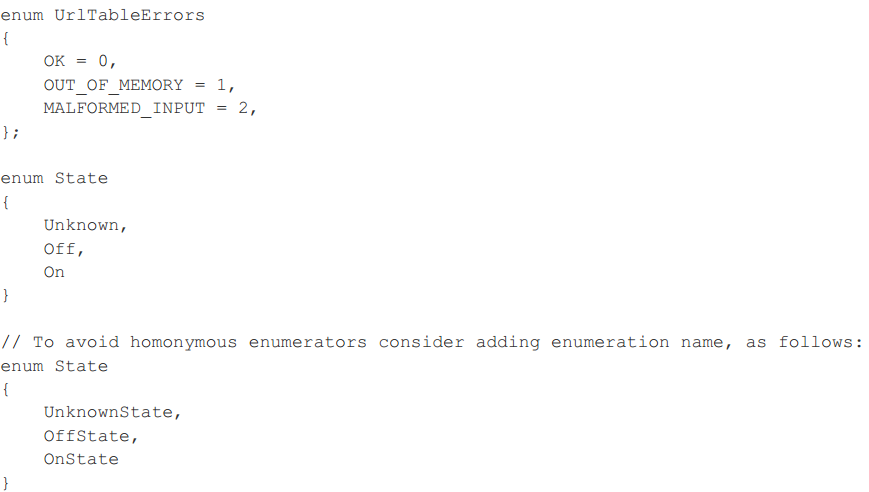 enum UrlTableErrors
{
    OK = 0,
    OUT_OF_MEMORY = 1,
    MALFORMED_INPUT = 2,
};

enum State
{
    Unknown,
    Off,
    On
}

// To avoid homonymous enumerators consider adding enumeration name, as follows:
enum State
{
    UnknownState,
    OffState,
    OnState
}